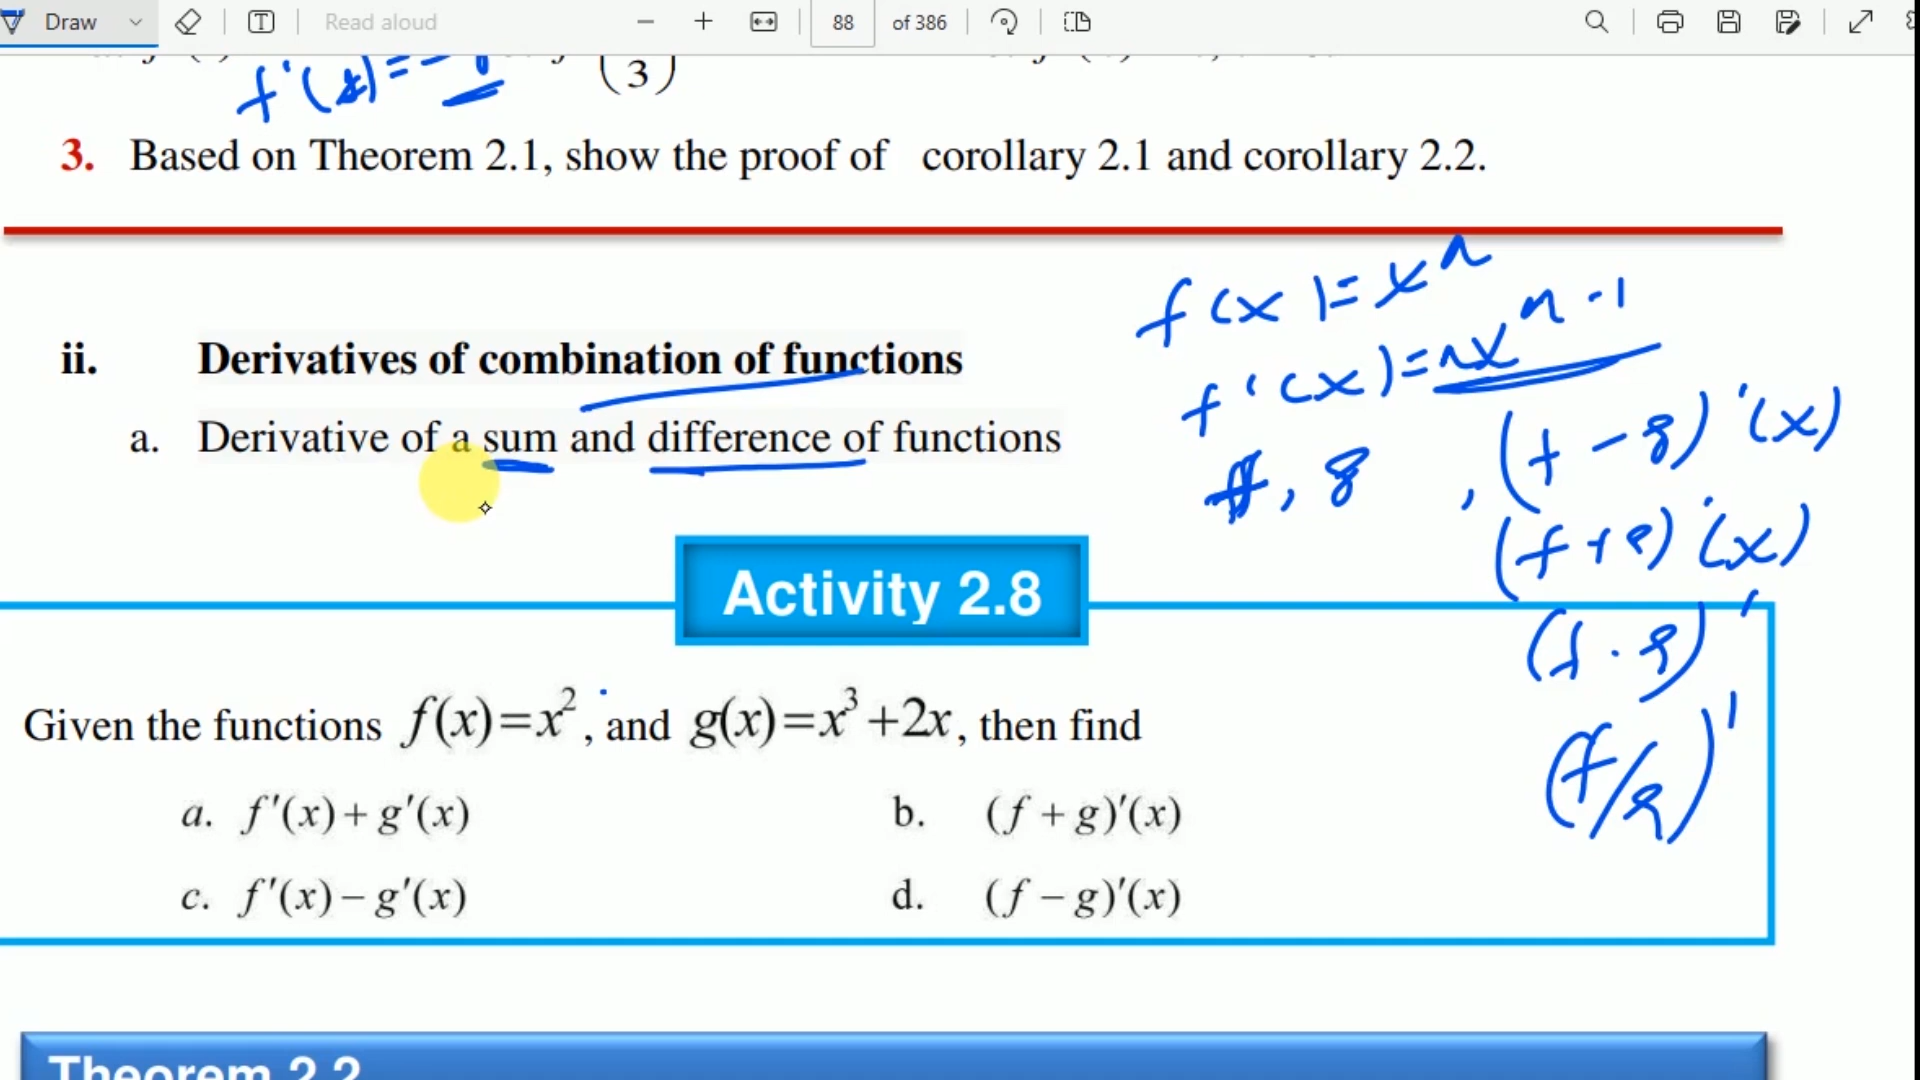 Draw
Read aloud
88 of 386
f'(x)=
(3)
3. Based on Theorem 2.1, show the proof of corollary 2.1 and corollary 2.2.
f(x)=xⁿ
f'(x)=nxⁿ⁻¹
ii. Derivatives of combination of functions
a. Derivative of a sum and difference of functions
f, g , (f-g)'(x)
(f+g)'(x)
(f·g)'
(f/g)'
Activity 2.8
Given the functions f(x)=x², and g(x)=x³+2x, then find
a. f'(x)+g'(x) b. (f+g)'(x)
c. f'(x)−g'(x) d. (f−g)'(x)
Theorem 2.2